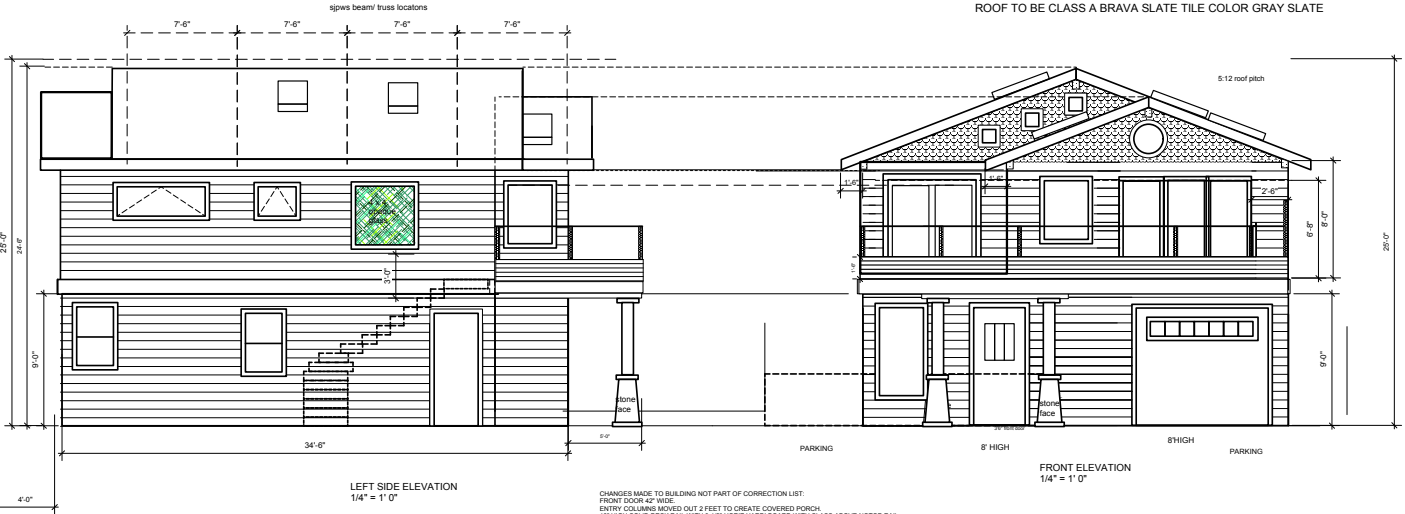 sjpws beam/ truss locatons
ROOF TO BE CLASS A BRAVA SLATE TILE COLOR GRAY SLATE
7'-6"
7'-6"
7'-6"
7'-6"
5:12 roof pitch
25'-0"
24'-6"
9'-0"
3'-0"
34'-6"
5'-0"
4'-0"
stone
face
LEFT SIDE ELEVATION
1/4" = 1' 0"
1'-6"
2'-6"
6'-8"
8'-0"
25'-0"
9'-0"
stone
face
PARKING
8' HIGH
8'HIGH
PARKING
FRONT ELEVATION
1/4" = 1' 0"
CHANGES MADE TO BUILDING NOT PART OF CORRECTION LIST:
FRONT DOOR 42" WIDE.
ENTRY COLUMNS MOVED OUT 2 FEET TO CREATE COVERED PORCH.